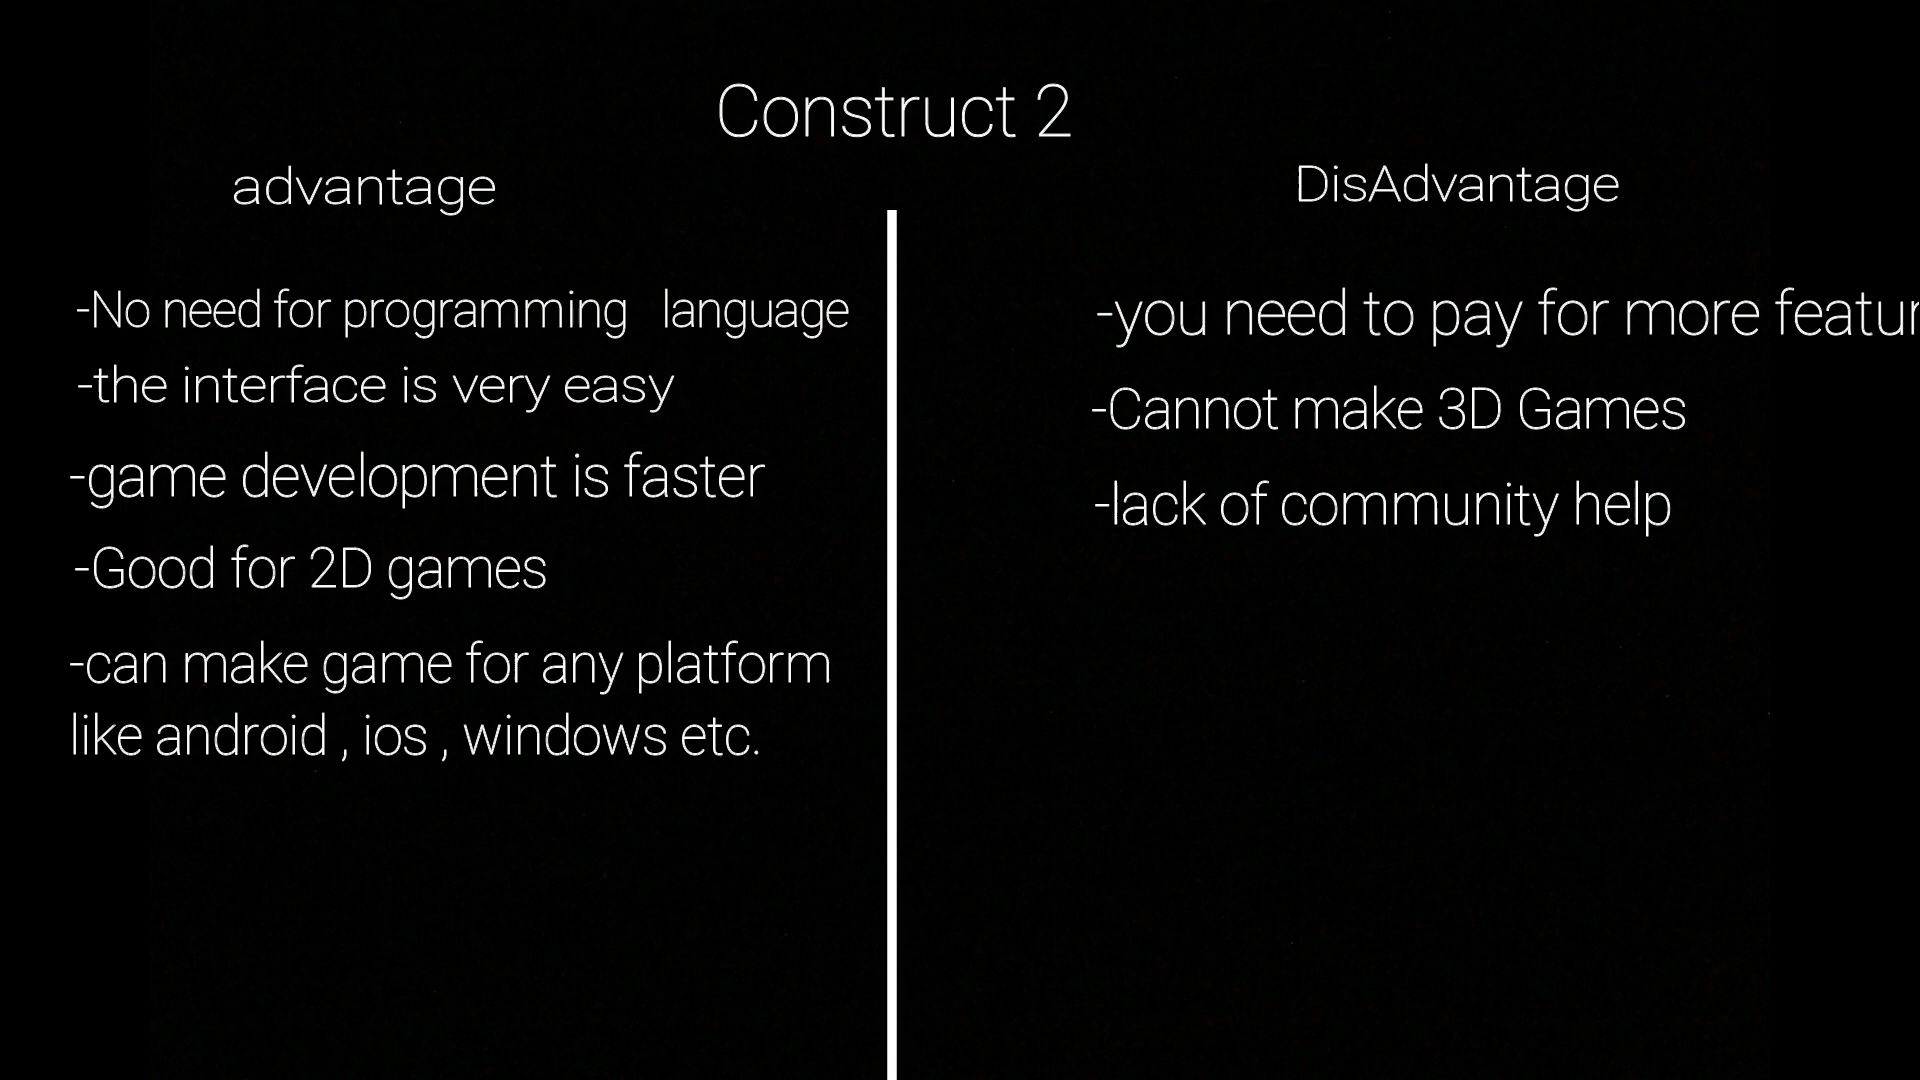 Construct 2
advantage
-No need for programming language
-the interface is very easy
-game development is faster
-Good for 2D games
-can make game for any platform
like android , ios , windows etc.
DisAdvantage
-you need to pay for more featur
-Cannot make 3D Games
-lack of community help